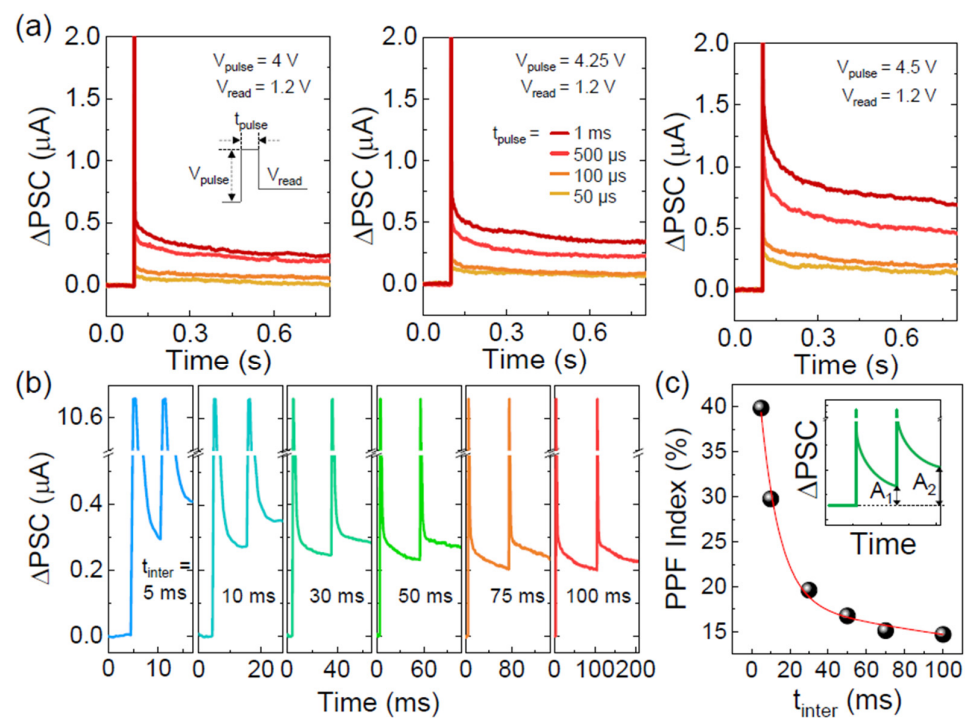 (a)
2.0
1.5
1.0
0.5
0.0
ΔPSC (μA)
V_pulse = 4 V
V_read = 1.2 V
t_pulse
V_pulse
V_read
0.0 0.3 0.6
Time (s)
2.0
1.5
1.0
0.5
0.0
ΔPSC (μA)
V_pulse = 4.25 V
V_read = 1.2 V
t_pulse =
1 ms
500 μs
100 μs
50 μs
0.0 0.3 0.6
Time (s)
2.0
1.5
1.0
0.5
0.0
ΔPSC (μA)
V_pulse = 4.5 V
V_read = 1.2 V
0.0 0.3 0.6
Time (s)
(b)
10.6
0.4
0.2
0.0
ΔPSC (μA)
t_inter =
5 ms
10 ms
30 ms
50 ms
75 ms
100 ms
0 10 0 20 0 40 0 60 0 80 0 100 200
Time (ms)
(c)
40
35
30
25
20
15
PPF Index (%)
ΔPSC
A₁
A₂
Time
0 20 40 60 80 100
t_inter (ms)